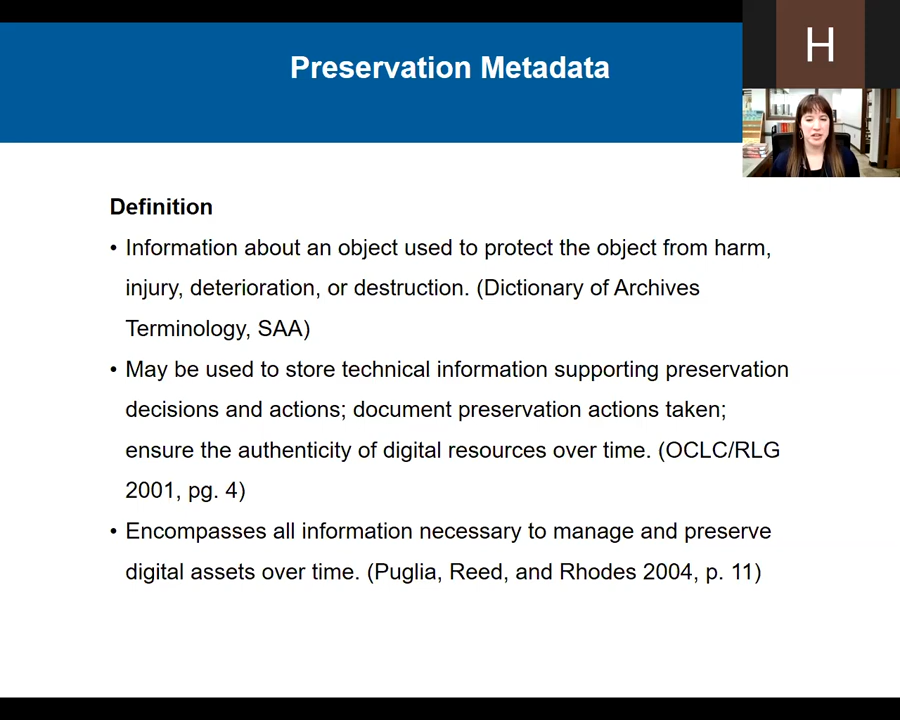 Preservation Metadata
H
Definition
• Information about an object used to protect the object from harm,
injury, deterioration, or destruction. (Dictionary of Archives
Terminology, SAA)
• May be used to store technical information supporting preservation
decisions and actions; document preservation actions taken;
ensure the authenticity of digital resources over time. (OCLC/RLG
2001, pg. 4)
• Encompasses all information necessary to manage and preserve
digital assets over time. (Puglia, Reed, and Rhodes 2004, p. 11)